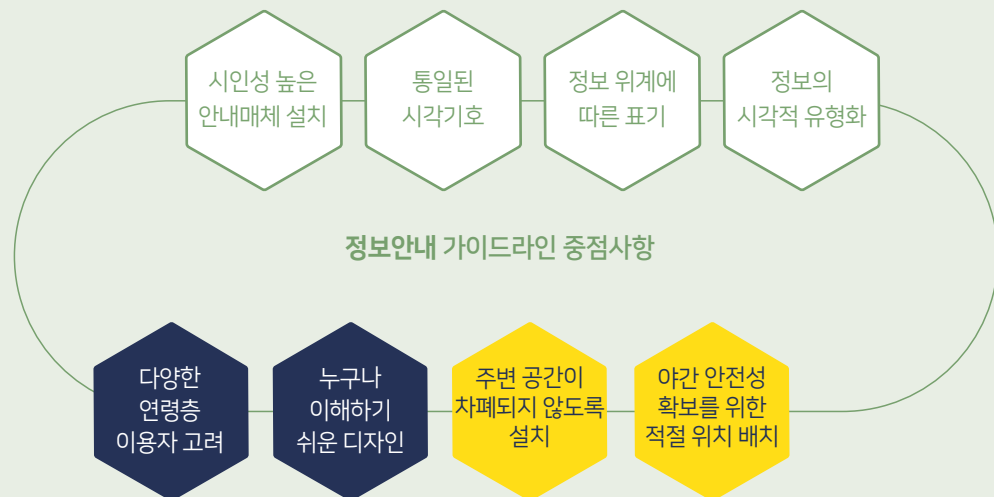 시인성 높은
안내매체 설치
통일된
시각기호
정보 위계에
따른 표기
정보의
시각적 유형화
정보안내 가이드라인 중점사항
다양한
연령층
이용자 고려
누구나
이해하기
쉬운 디자인
주변 공간이
차폐되지 않도록
설치
야간 안전성
확보를 위한
적절 위치 배치